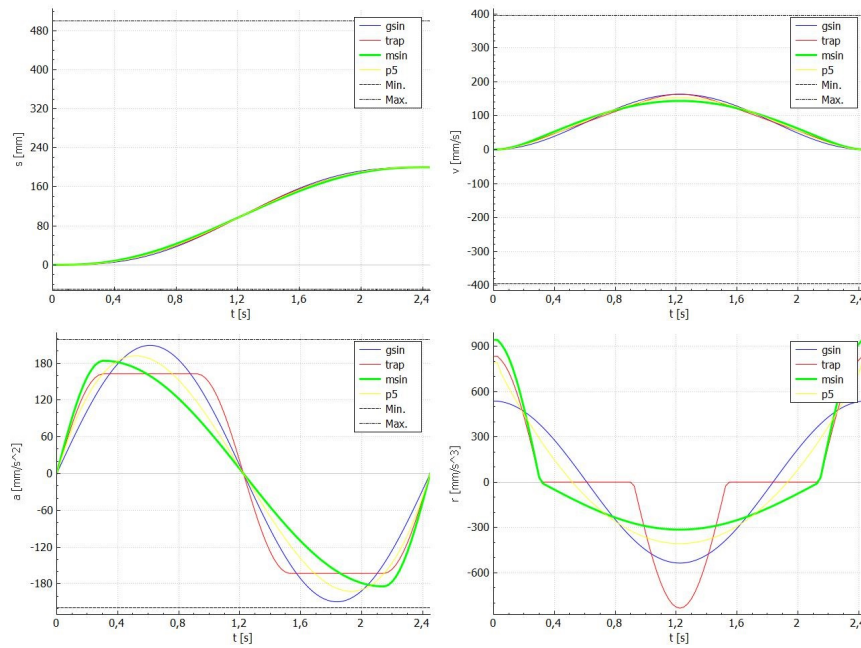 480
400
320
240
160
80
0
s [mm]
gsin
trap
msin
p5
Min.
Max.
0
0,4
0,8
1,2
1,6
2
2,4
t [s]
400
300
200
100
0
-100
-200
-300
-400
v [mm/s]
gsin
trap
msin
p5
Min.
Max.
0
0,4
0,8
1,2
1,6
2
2,4
t [s]
180
120
60
0
-60
-120
-180
a [mm/s^2]
gsin
trap
msin
p5
Min.
Max.
0
0,4
0,8
1,2
1,6
2
2,4
t [s]
900
600
300
0
-300
-600
r [mm/s^3]
gsin
trap
msin
p5
0
0,4
0,8
1,2
1,6
2
2,4
t [s]